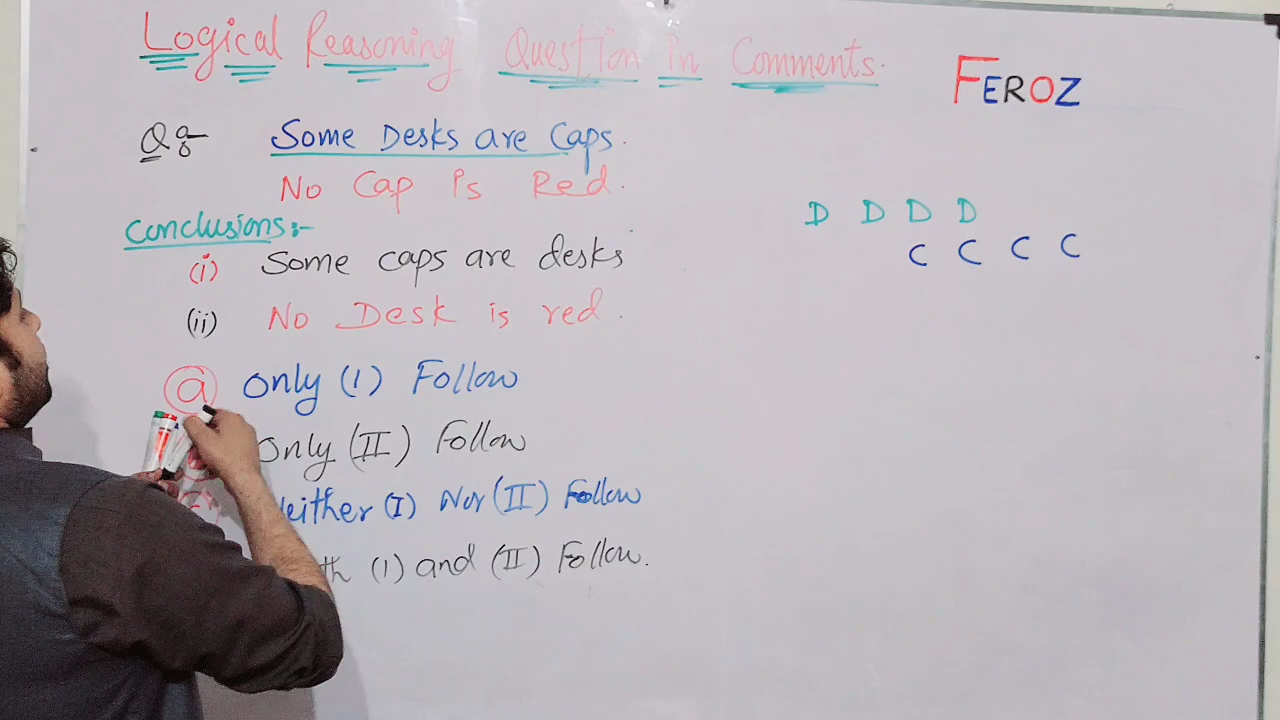 Logical Reasoning Question in Comments.
FEROZ
Q: Some Desks are Caps.
No Cap is Red.
Conclusions:-
(i) Some caps are desks
(ii) No Desk is red.
D D D D
C C C C
a Only (I) Follow
Only (II) Follow
Neither (I) Nor (II) Follow
(I) and (II) Follow.